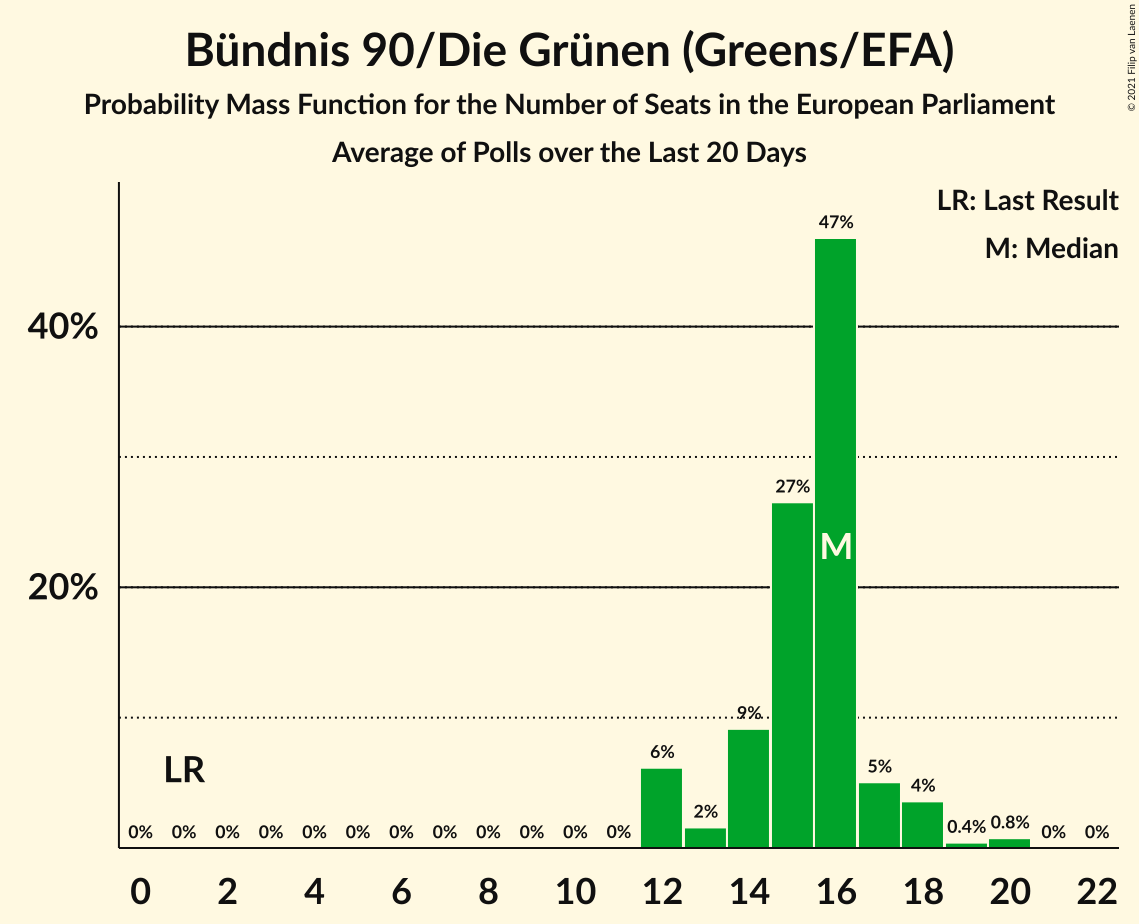 Bündnis 90/Die Grünen (Greens/EFA)
Probability Mass Function for the Number of Seats in the European Parliament
Average of Polls over the Last 20 Days
© 2021 Filip van Laenen
LR: Last Result
M: Median
47%
40%
27%
M
20%
9%
LR
6%
5%
4%
2%
0% 0% 0% 0% 0% 0% 0% 0% 0% 0% 0% 0% 0.4% 0.8% 0% 0%
0 2 4 6 8 10 12 14 16 18 20 22